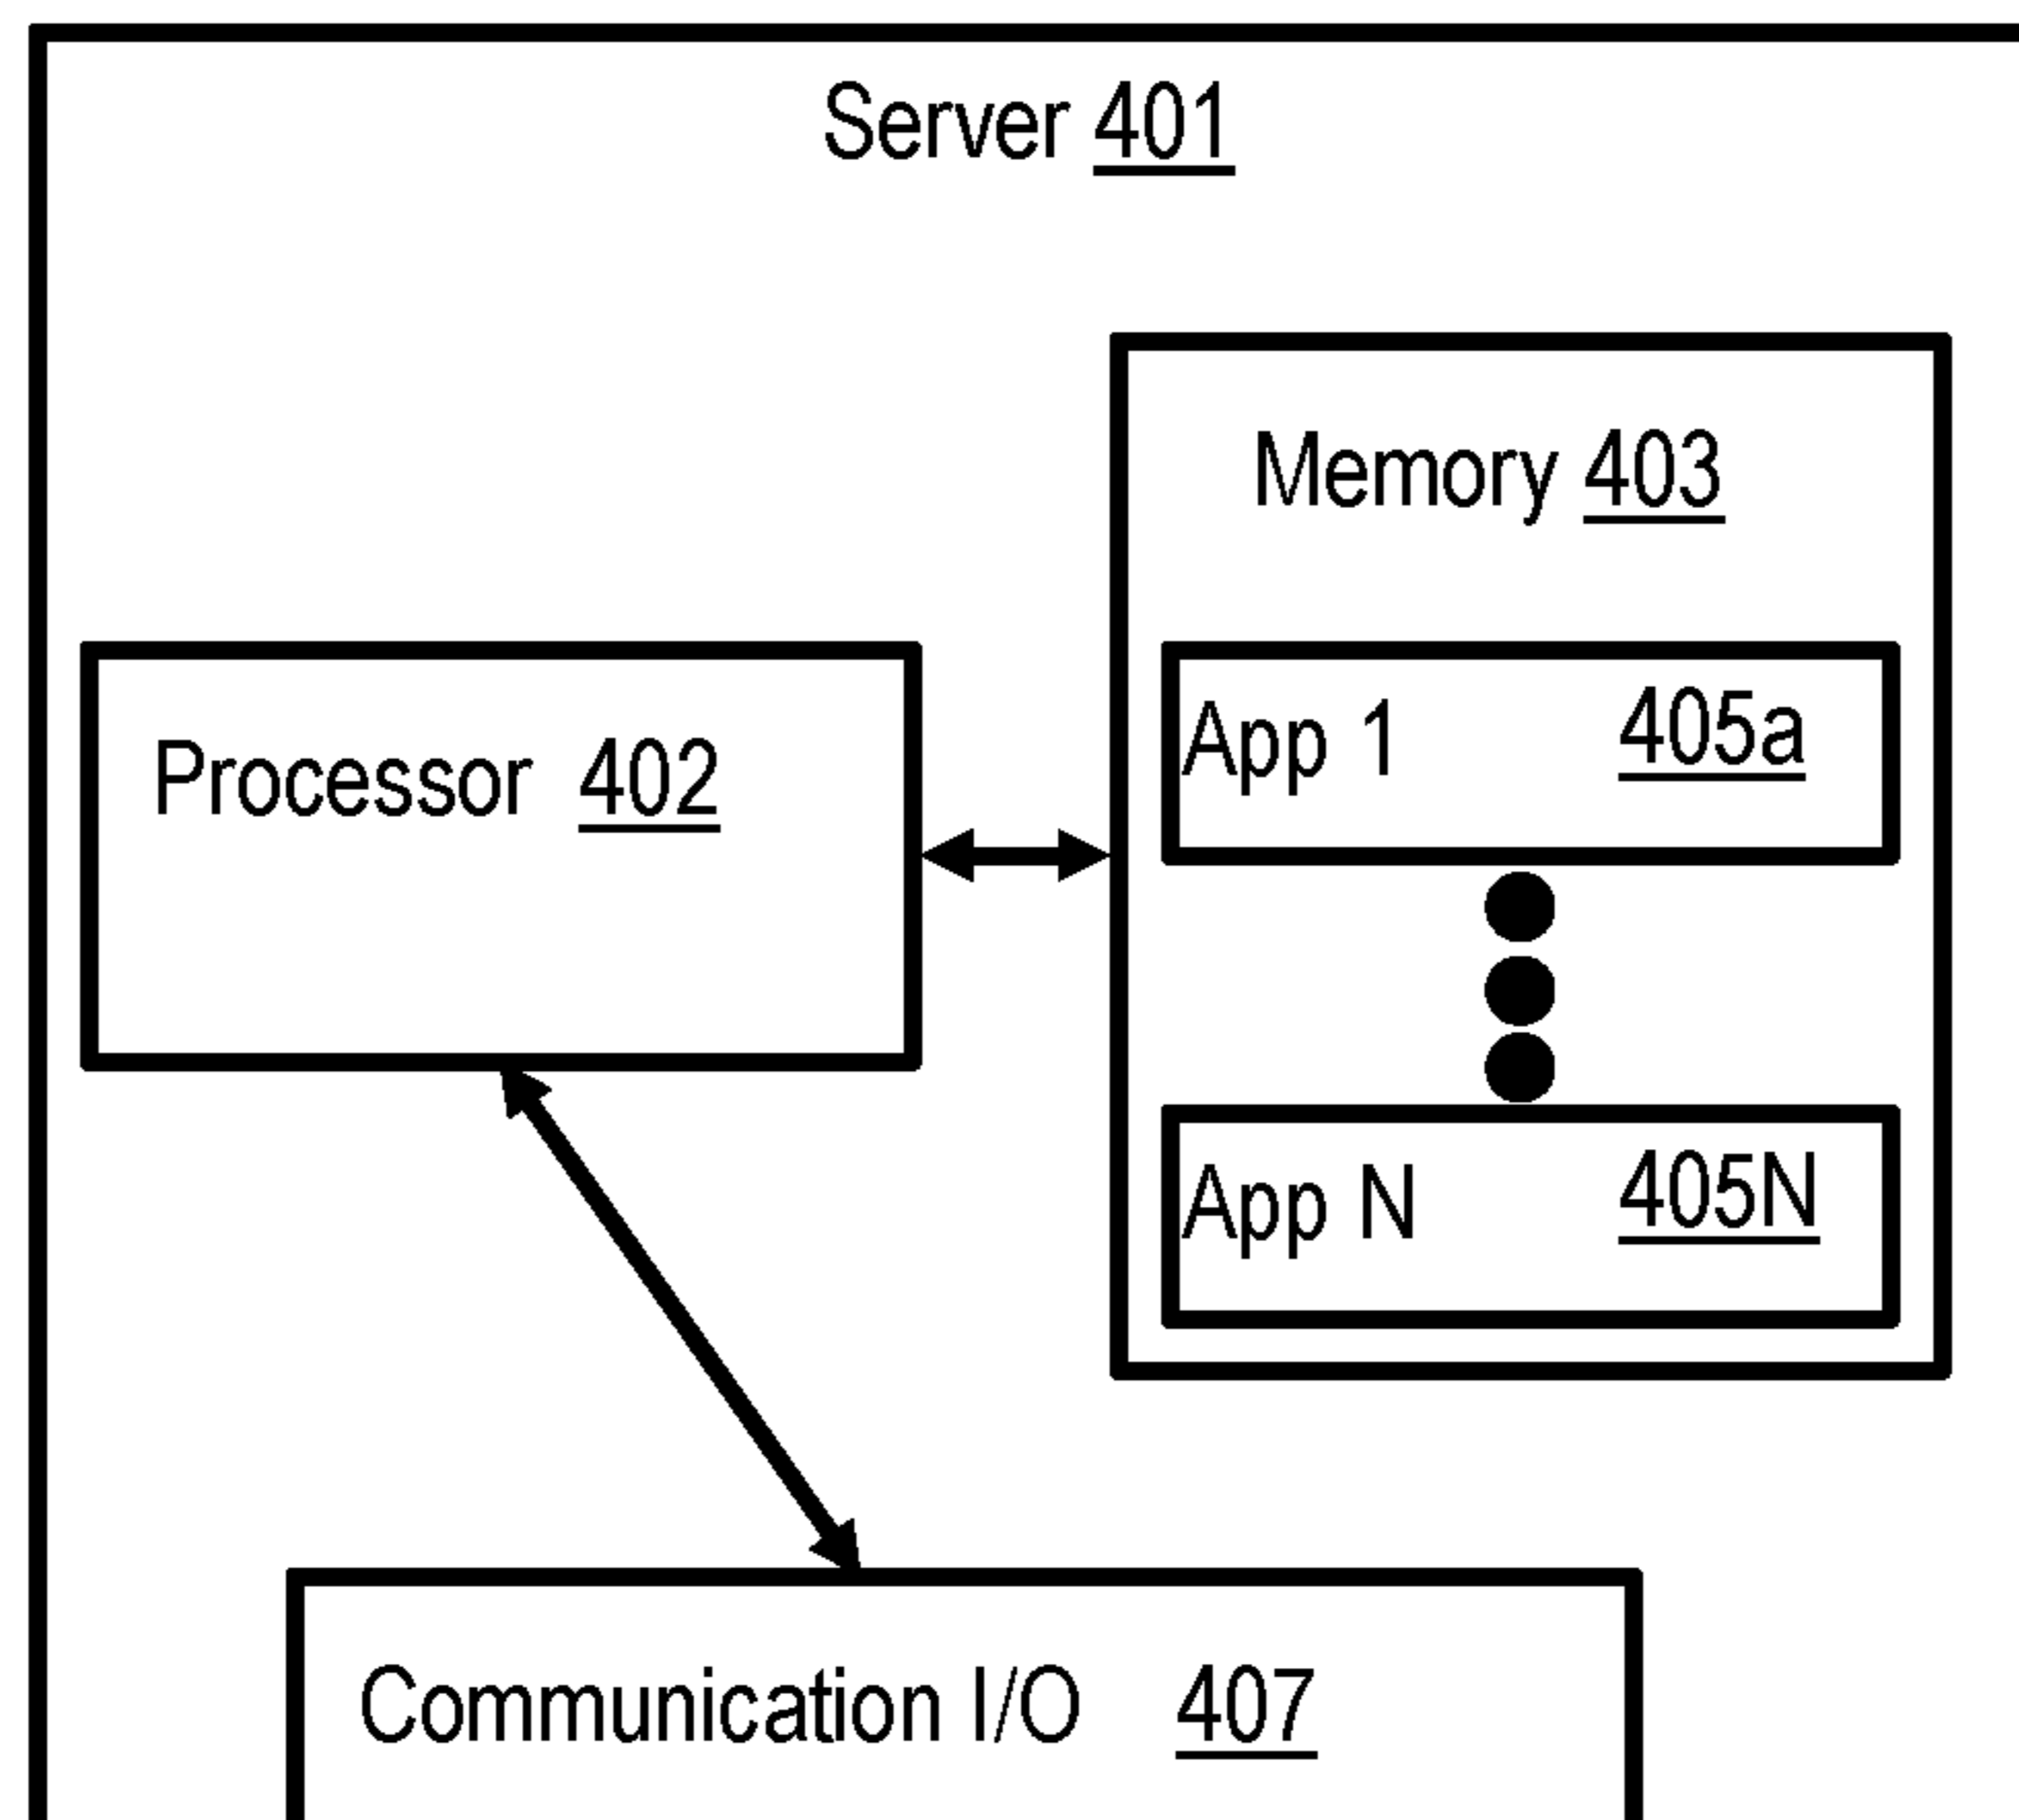 Server 401
Memory 403
Processor 402
App 1 405a
App N 405N
Communication I/O 407